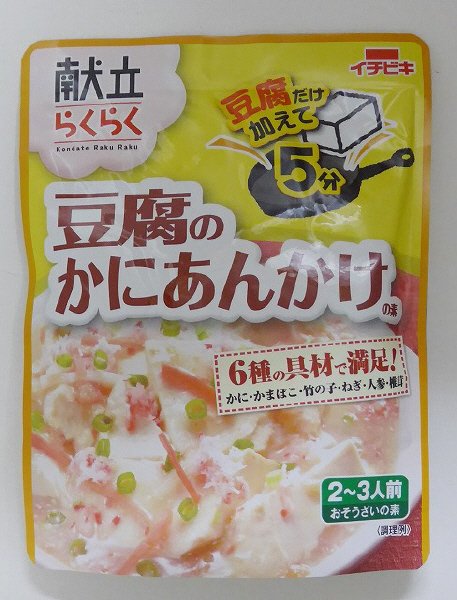 イチビキ
献立
らくらく
Kondate Raku Raku
豆腐だけ
加えて
5分
豆腐の
かにあんかけの素
6種の具材で満足!
かに・かまぼこ・竹の子・ねぎ・人参・椎茸
2~3人前
おそうざいの素
(調理例)